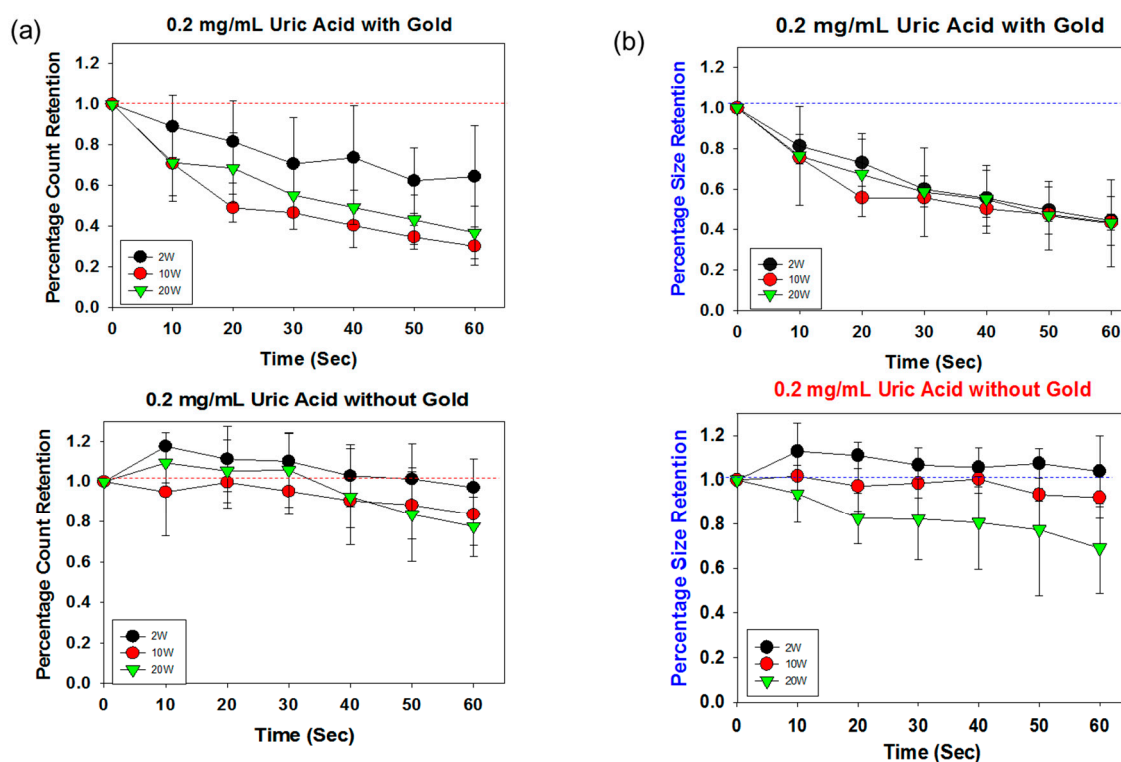 (a)
0.2 mg/mL Uric Acid with Gold
Percentage Count Retention
1.2
1.0
0.8
0.6
0.4
0.2
0.0
2W
10W
20W
0 10 20 30 40 50 60
Time (Sec)
(b)
0.2 mg/mL Uric Acid with Gold
Percentage Size Retention
1.2
1.0
0.8
0.6
0.4
0.2
0.0
2W
10W
20W
0 10 20 30 40 50 60
Time (Sec)
0.2 mg/mL Uric Acid without Gold
Percentage Count Retention
1.2
1.0
0.8
0.6
0.4
0.2
0.0
2W
10W
20W
0 10 20 30 40 50 60
Time (Sec)
0.2 mg/mL Uric Acid without Gold
Percentage Size Retention
1.2
1.0
0.8
0.6
0.4
0.2
0.0
2W
10W
20W
0 10 20 30 40 50 60
Time (Sec)